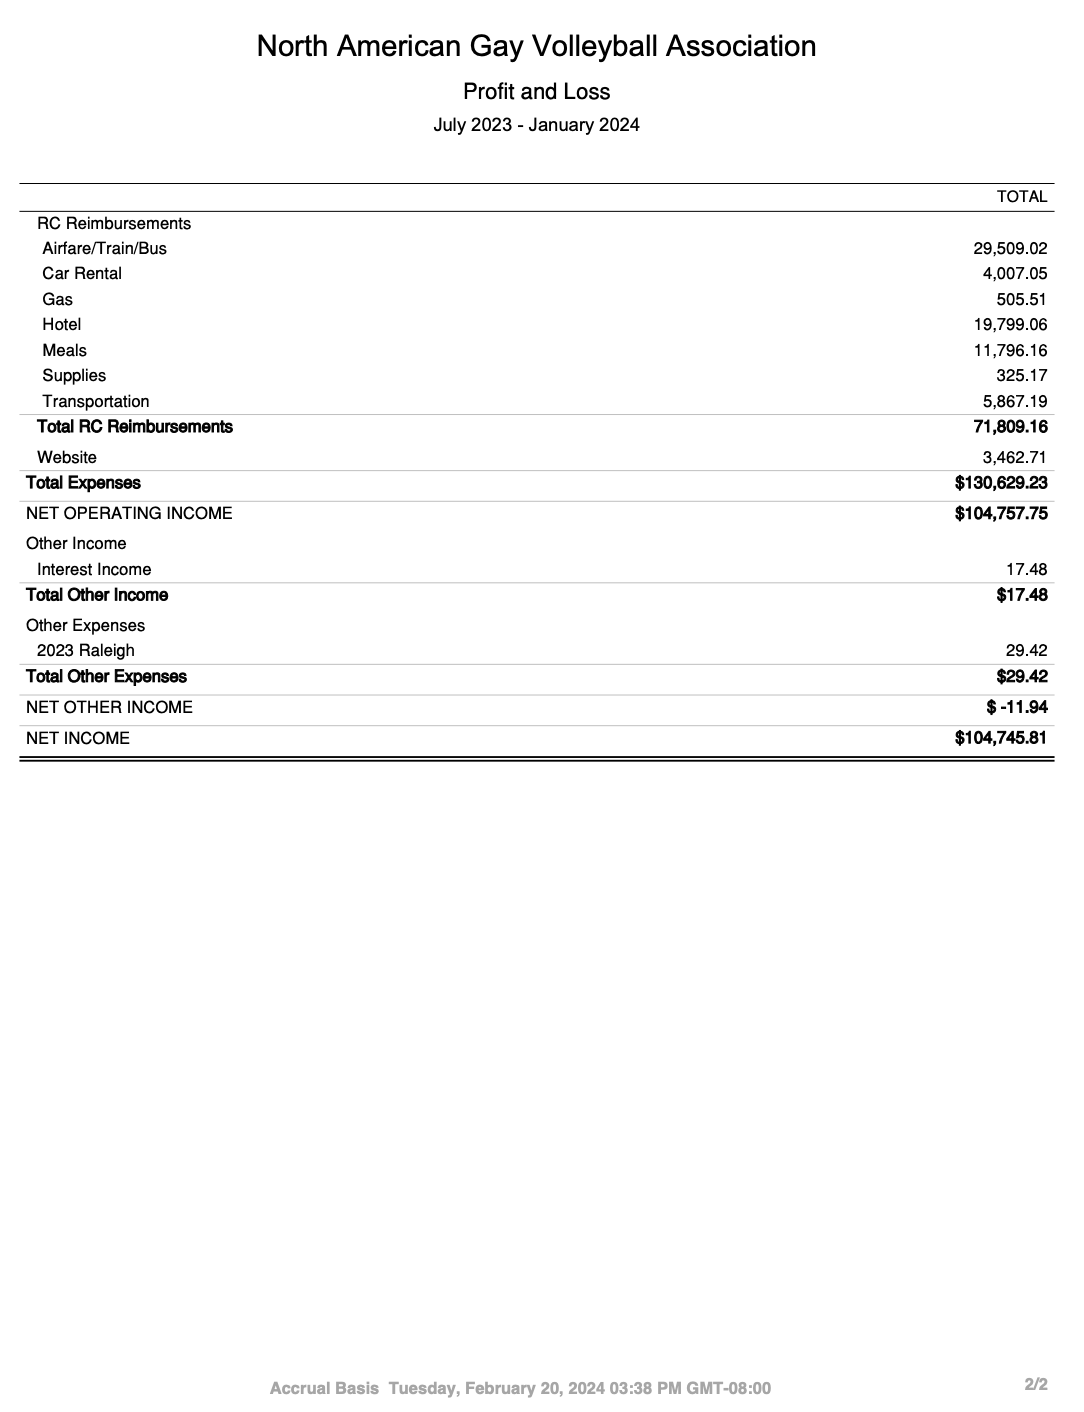 North American Gay Volleyball Association
Profit and Loss
July 2023 - January 2024
TOTAL
RC Reimbursements
Airfare/Train/Bus 29,509.02
Car Rental 4,007.05
Gas 505.51
Hotel 19,799.06
Meals 11,796.16
Supplies 325.17
Transportation 5,867.19
Total RC Reimbursements 71,809.16
Website 3,462.71
Total Expenses $130,629.23
NET OPERATING INCOME $104,757.75
Other Income
Interest Income 17.48
Total Other Income $17.48
Other Expenses
2023 Raleigh 29.42
Total Other Expenses $29.42
NET OTHER INCOME $ -11.94
NET INCOME $104,745.81
Accrual Basis Tuesday, February 20, 2024 03:38 PM GMT-08:00 2/2